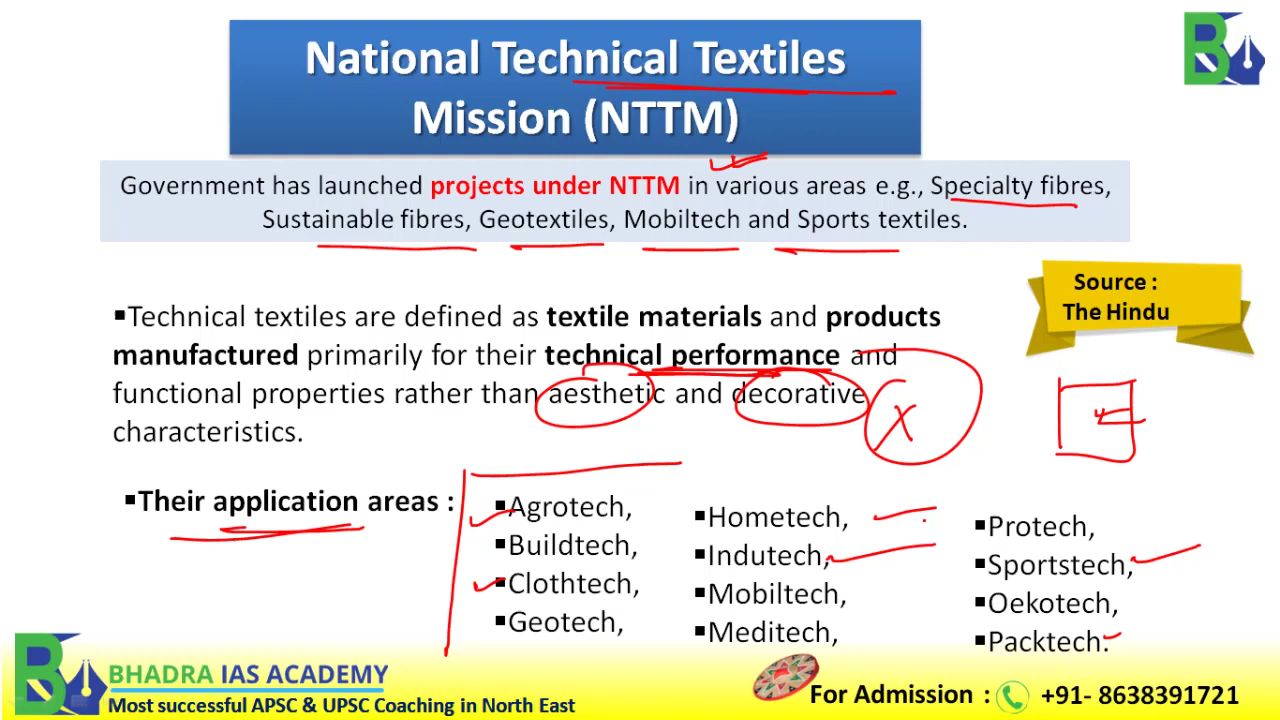 National Technical Textiles
Mission (NTTM)
Government has launched projects under NTTM in various areas e.g., Specialty fibres,
Sustainable fibres, Geotextiles, Mobiltech and Sports textiles.
Source :
The Hindu
▪Technical textiles are defined as textile materials and products
manufactured primarily for their technical performance and
functional properties rather than aesthetic and decorative
characteristics.
X
▪Their application areas :
▪Agrotech,
▪Buildtech,
▪Clothtech,
▪Geotech,
▪Hometech,
▪Indutech,
▪Mobiltech,
▪Meditech,
▪Protech,
▪Sportstech,
▪Oekotech,
▪Packtech.
BHADRA IAS ACADEMY
Most successful APSC & UPSC Coaching in North East
For Admission : +91- 8638391721